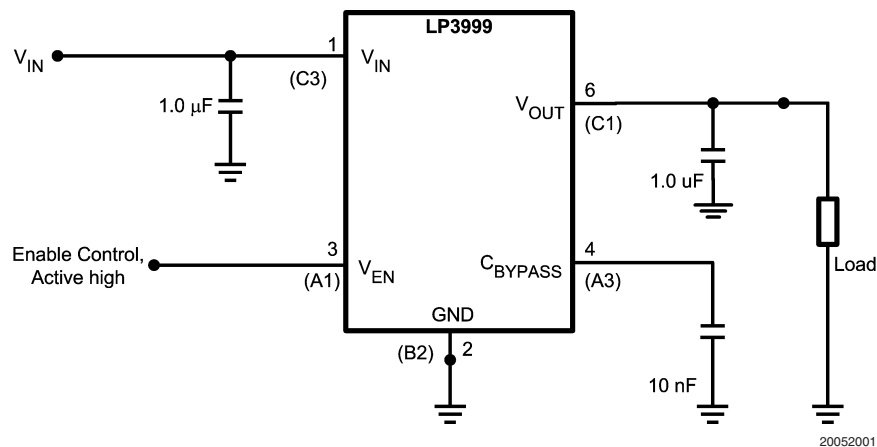 LP3999
V_IN
1
(C3)
V_IN
1.0 µF
V_OUT
6
(C1)
1.0 uF
Enable Control,
Active high
3
(A1)
V_EN
C_BYPASS
4
(A3)
Load
GND
(B2)
2
10 nF
20052001